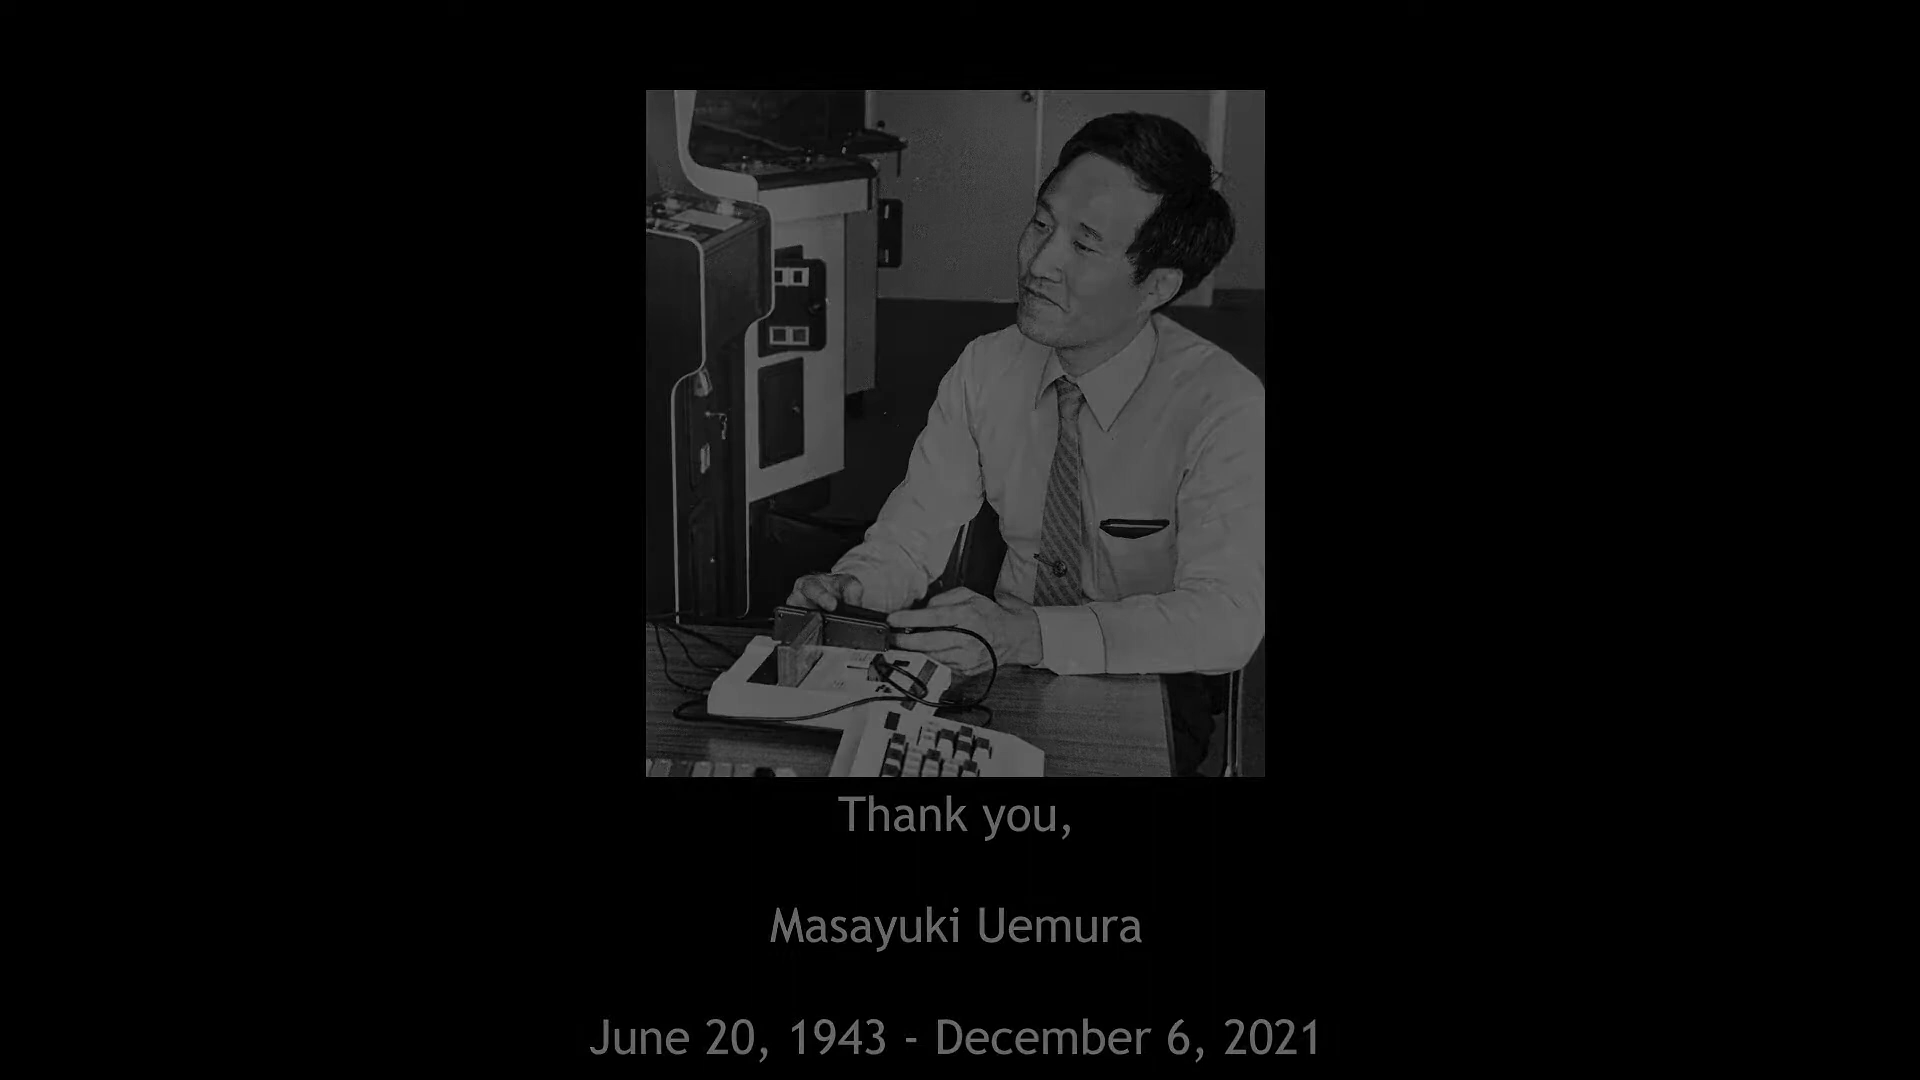 Thank you,
Masayuki Uemura
June 20, 1943 - December 6, 2021